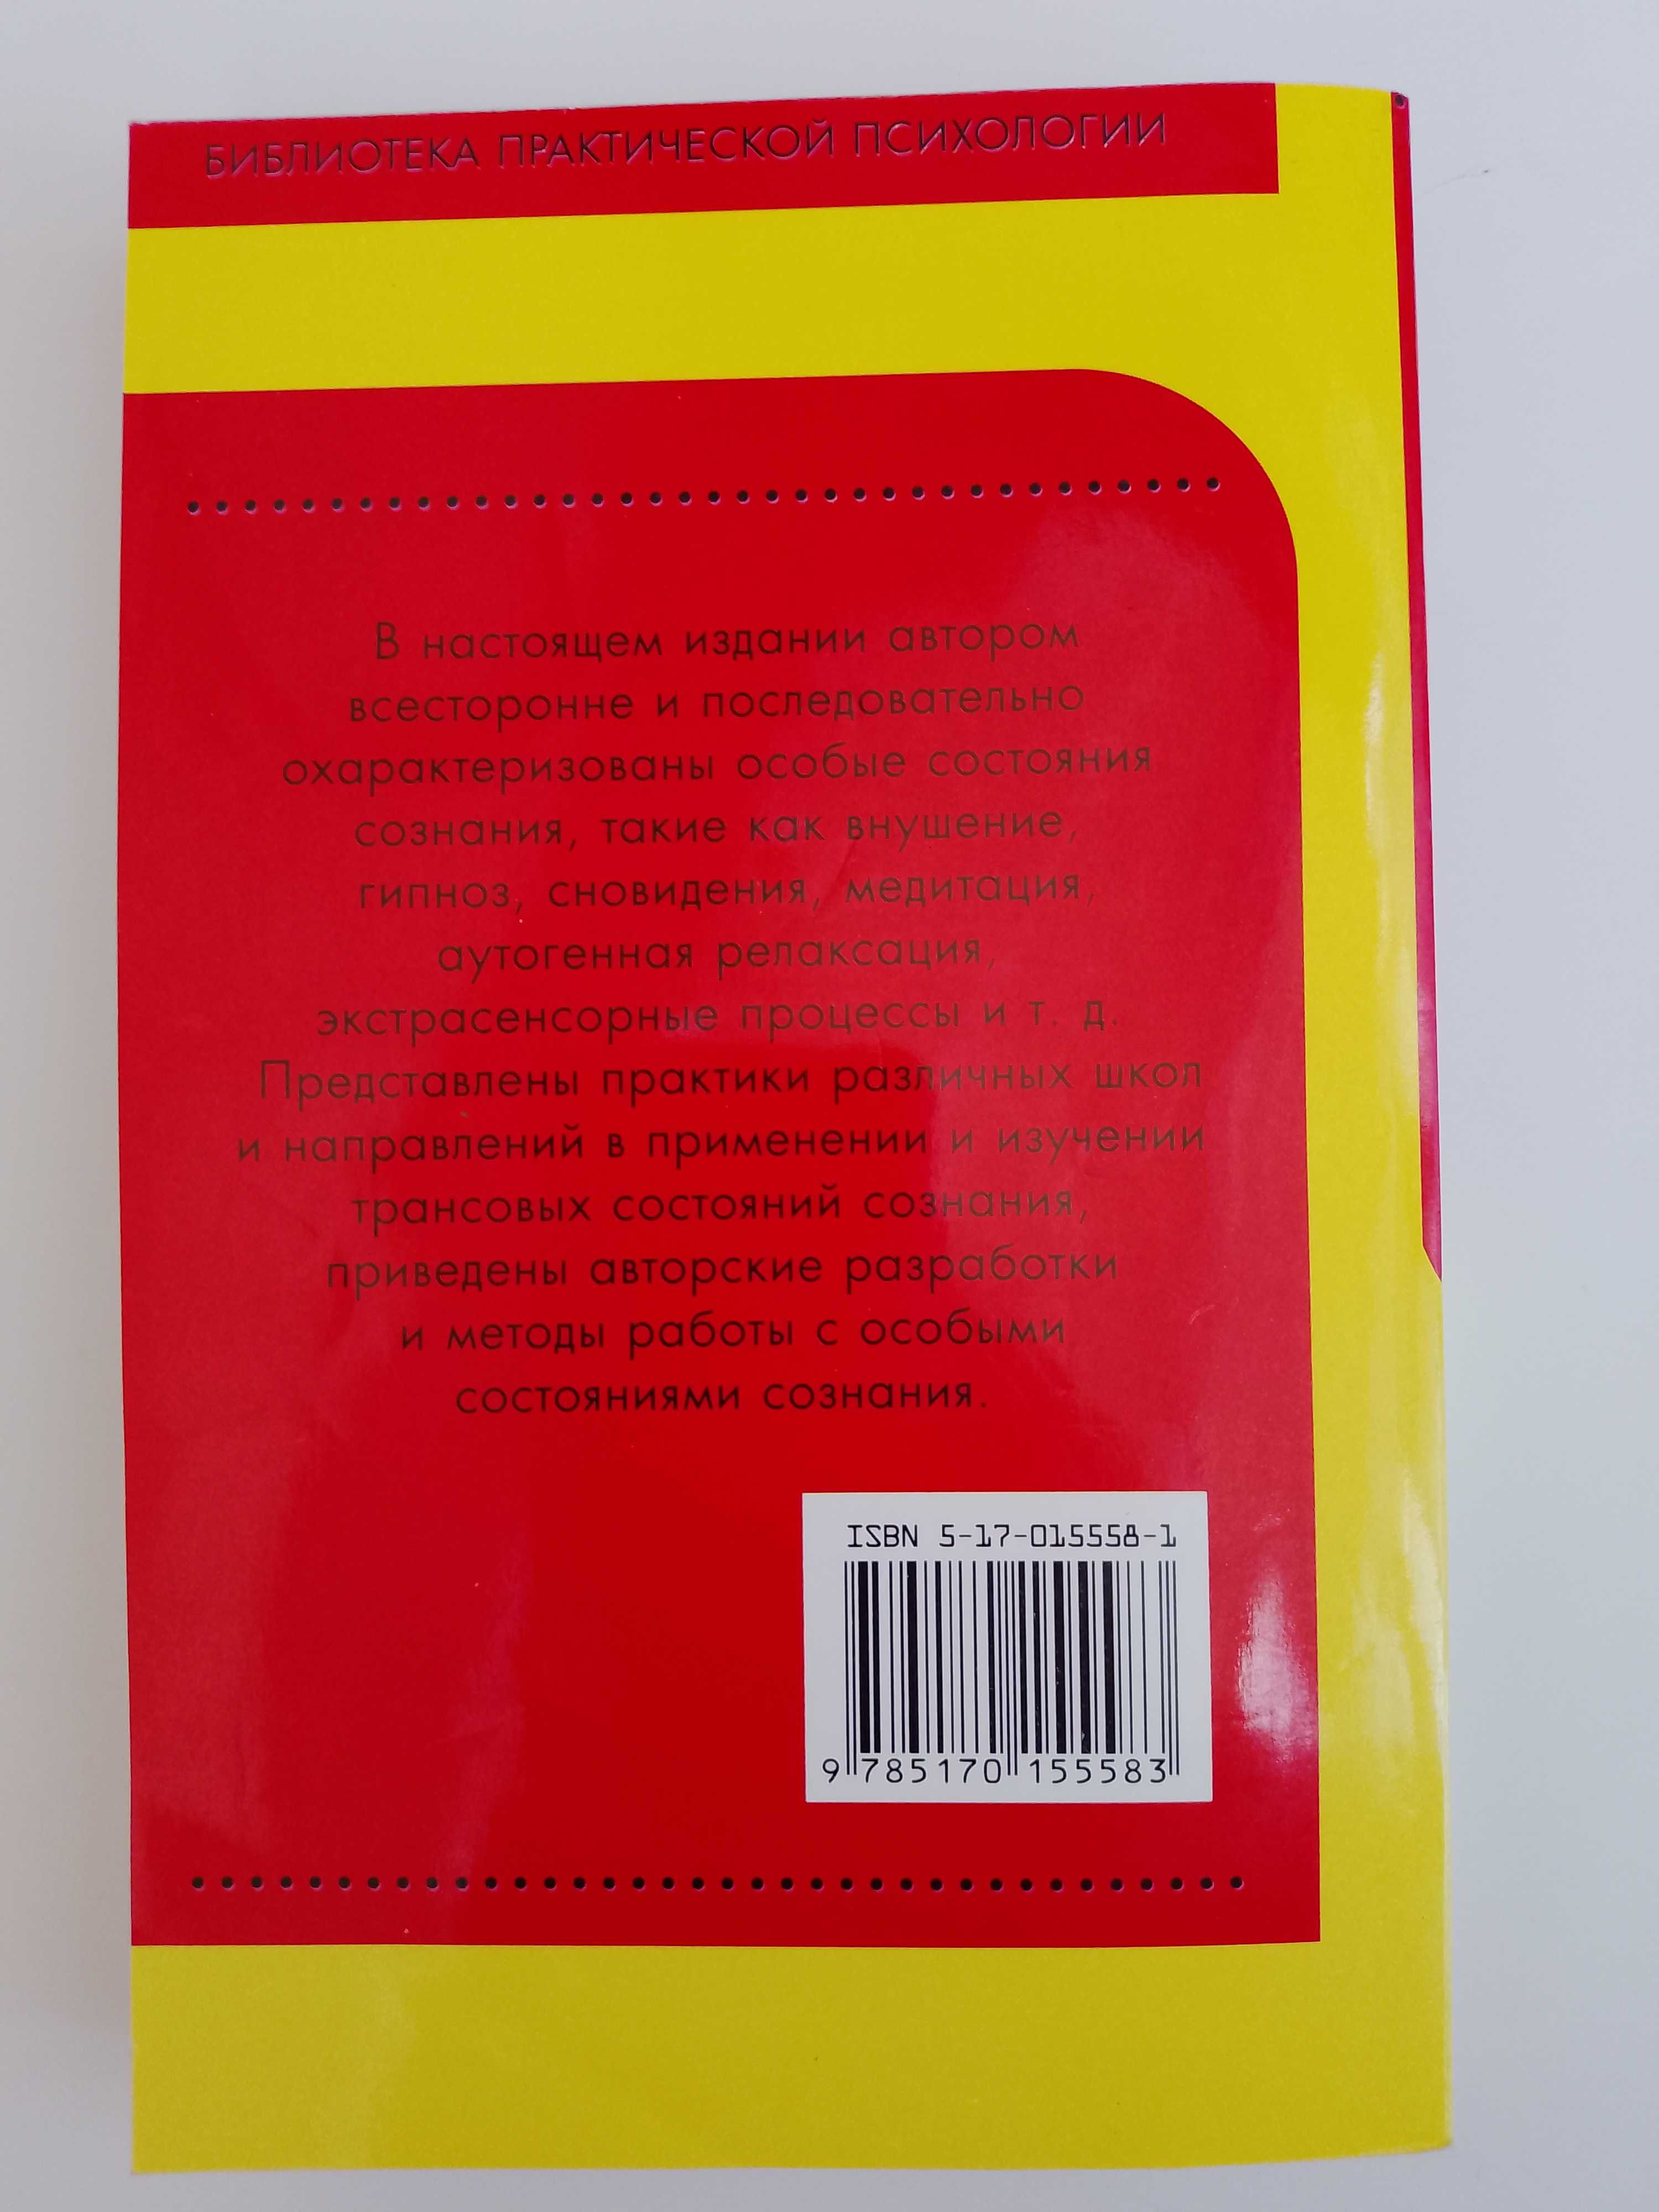 БИБЛИОТЕКА ПРАКТИЧЕСКОЙ ПСИХОЛОГИИ
В настоящем издании автором
всесторонне и последовательно
охарактеризованы особые состояния
сознания, такие как внушение,
гипноз, сновидения, медитация,
аутогенная релаксация,
экстрасенсорные процессы и т. д.
Представлены практики различных школ
и направлений в применении и изучении
трансовых состояний сознания,
приведены авторские разработки
и методы работы с особыми
состояниями сознания.
ISBN 5-17-015558-1
9 785170 155583